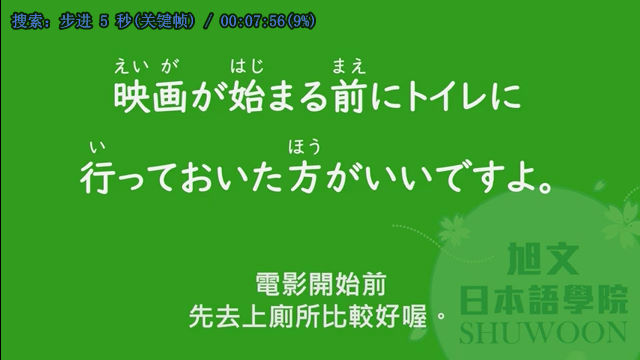 搜索: 步进 5 秒(关键帧) / 00:07:56(9%)
えい が はじ まえ
映画が始まる前にトイレに
い ほう
行っておいた方がいいですよ。
電影開始前
先去上廁所比較好喔。
旭文
日本語學院
SHUWOON